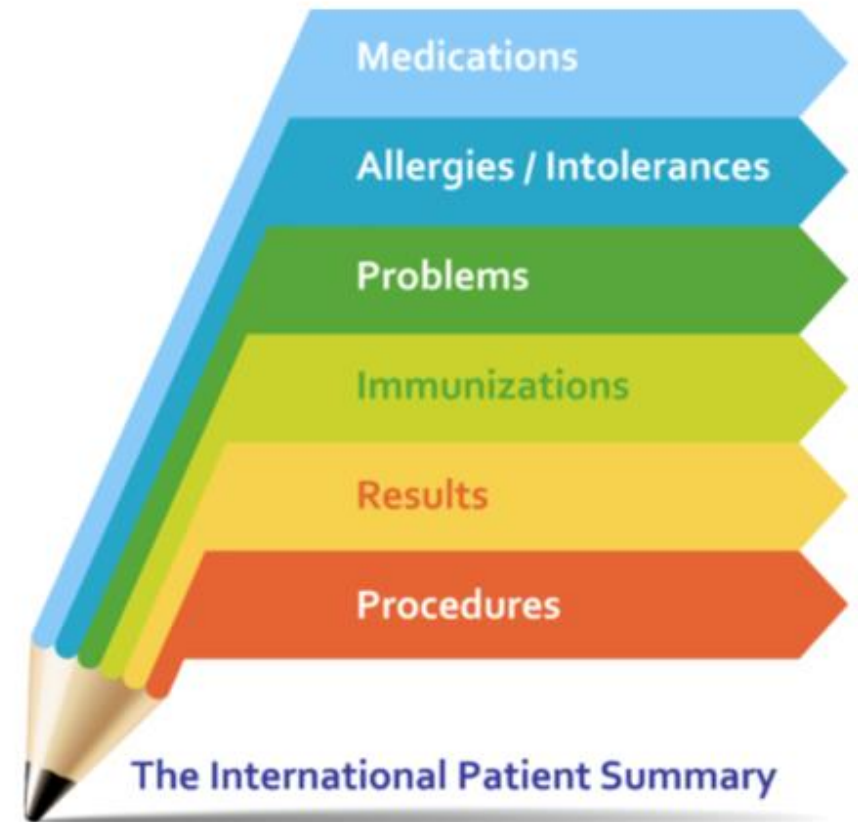 Medications
Allergies / Intolerances
Problems
Immunizations
Results
Procedures
The International Patient Summary